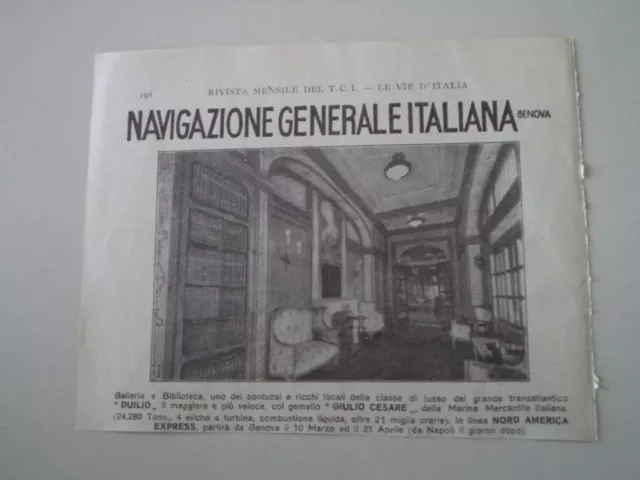 198 RIVISTA MENSILE DEL T. C. I. — LE VIE D'ITALIA
NAVIGAZIONE GENERALE ITALIANA GENOVA
Galleria e Biblioteca, uno dei sontuosi e ricchi locali della classe di lusso del grande transatlantico
"DUILIO„ il maggiore e più veloce, col gemello "GIULIO CESARE„, della Marina Mercantile Italiana.
(24.280 Tonn., 4 eliche a turbina, combustione liquida, oltre 21 miglia orarie). In linea NORD AMERICA
EXPRESS, partirà da Genova il 10 Marzo ed il 21 Aprile (da Napoli il giorno dopo).